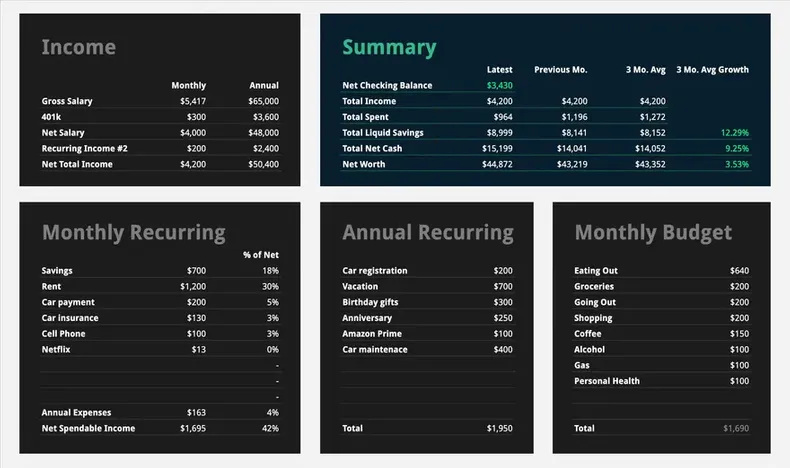 Income
Monthly Annual
Gross Salary $5,417 $65,000
401k $300 $3,600
Net Salary $4,000 $48,000
Recurring Income #2 $200 $2,400
Net Total Income $4,200 $50,400
Summary
Latest Previous Mo. 3 Mo. Avg 3 Mo. Avg Growth
Net Checking Balance $3,430
Total Income $4,200 $4,200 $4,200
Total Spent $964 $1,196 $1,272
Total Liquid Savings $8,999 $8,141 $8,152 12.29%
Total Net Cash $15,199 $14,041 $14,052 9.25%
Net Worth $44,872 $43,219 $43,352 3.53%
Monthly Recurring
% of Net
Savings $700 18%
Rent $1,200 30%
Car payment $200 5%
Car insurance $130 3%
Cell Phone $100 3%
Netflix $13 0%
-
-
-
Annual Expenses $163 4%
Net Spendable Income $1,695 42%
Annual Recurring
Car registration $200
Vacation $700
Birthday gifts $300
Anniversary $250
Amazon Prime $100
Car maintenace $400
Total $1,950
Monthly Budget
Eating Out $640
Groceries $200
Going Out $200
Shopping $200
Coffee $150
Alcohol $100
Gas $100
Personal Health $100
Total $1,690